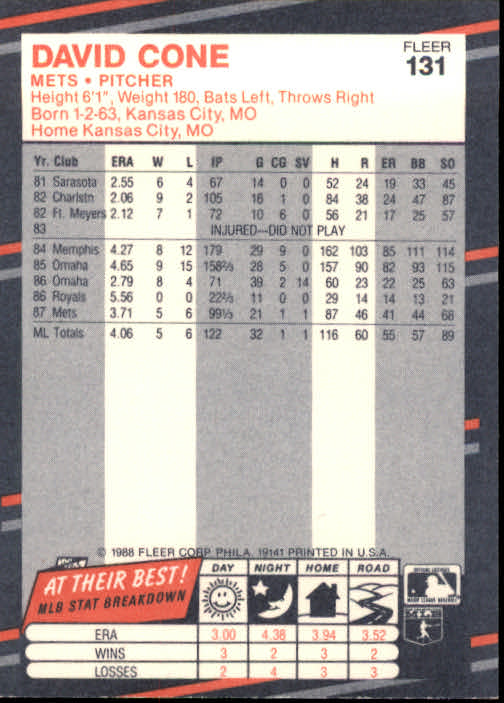 DAVID CONE
FLEER
131
METS • PITCHER
Height 6'1", Weight 180, Bats Left, Throws Right
Born 1-2-63, Kansas City, MO
Home Kansas City, MO
Yr. Club ERA W L IP G CG SV H R ER BB SO
81 Sarasota 2.55 6 4 67 14 0 0 52 24 19 33 45
82 Charlstn 2.06 9 2 105 16 1 0 84 38 24 47 87
82 Ft. Meyers 2.12 7 1 72 10 6 0 56 21 17 25 57
83 INJURED—DID NOT PLAY
84 Memphis 4.27 8 12 179 29 9 0 162 103 85 111 114
85 Omaha 4.65 9 15 158⅔ 28 5 0 157 90 82 93 115
86 Omaha 2.79 8 4 71 39 2 14 60 23 22 25 63
86 Royals 5.56 0 0 22⅔ 11 0 0 29 14 14 13 21
87 Mets 3.71 5 6 99⅓ 21 1 1 87 46 41 44 68
ML Totals 4.06 5 6 122 32 1 1 116 60 55 57 89
© 1988 FLEER CORP. PHILA. 19141 PRINTED IN U.S.A.
AT THEIR BEST!
MLB STAT BREAKDOWN
DAY NIGHT HOME ROAD
ERA 3.00 4.38 3.94 3.52
WINS 3 2 3 2
LOSSES 2 4 3 3